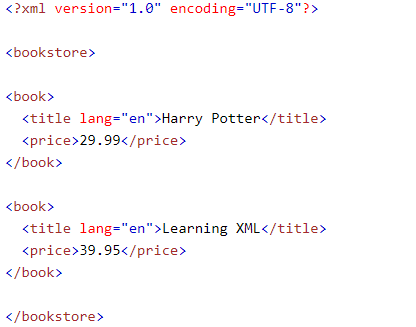 <?xml version="1.0" encoding="UTF-8"?>
<bookstore>
<book>
<title lang="en">Harry Potter</title>
<price>29.99</price>
</book>
<book>
<title lang="en">Learning XML</title>
<price>39.95</price>
</book>
</bookstore>